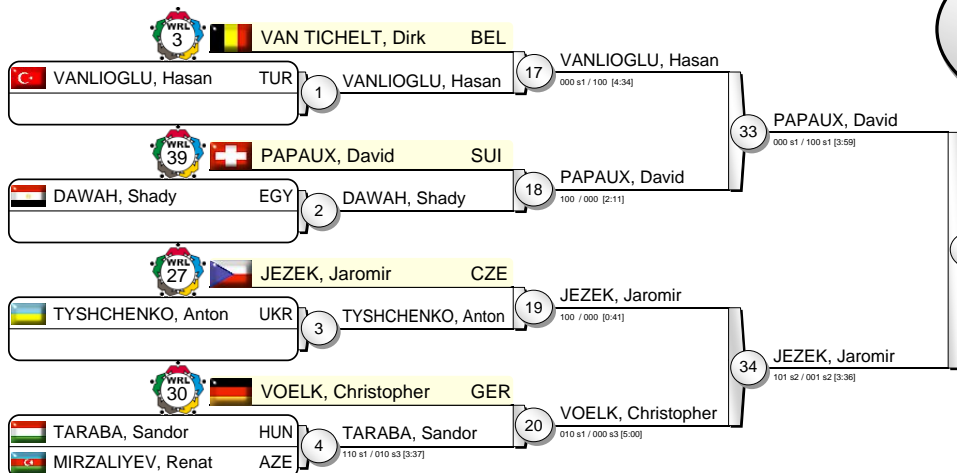 WRL
3
VAN TICHELT, Dirk BEL
VANLIOGLU, Hasan TUR
1
VANLIOGLU, Hasan
17
VANLIOGLU, Hasan
000 s1 / 100 [4:34]
33
PAPAUX, David
000 s1 / 100 s1 [3:59]
WRL
39
PAPAUX, David SUI
DAWAH, Shady EGY
2
DAWAH, Shady
18
PAPAUX, David
100 / 000 [2:11]
WRL
27
JEZEK, Jaromir CZE
TYSHCHENKO, Anton UKR
3
TYSHCHENKO, Anton
19
JEZEK, Jaromir
100 / 000 [0:41]
34
JEZEK, Jaromir
101 s2 / 001 s2 [3:36]
WRL
30
VOELK, Christopher GER
TARABA, Sandor HUN
MIRZALIYEV, Renat AZE
4
TARABA, Sandor
110 s1 / 010 s3 [3:37]
20
VOELK, Christopher
010 s1 / 000 s3 [5:00]